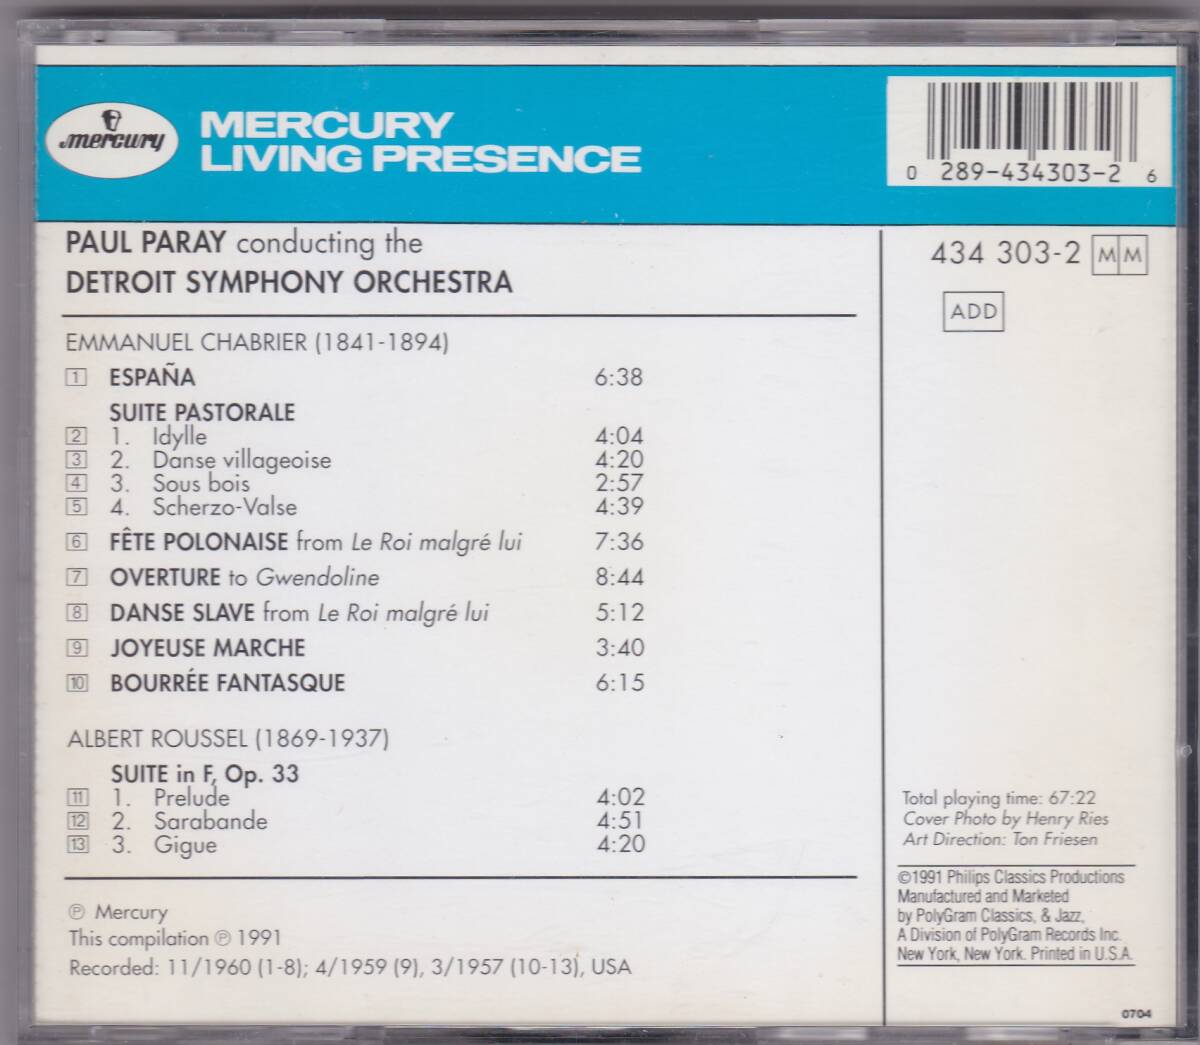 mercury
MERCURY
LIVING PRESENCE
0 289-434303-2 6
PAUL PARAY conducting the
DETROIT SYMPHONY ORCHESTRA
434 303-2 MM
ADD
EMMANUEL CHABRIER (1841-1894)
1 ESPAÑA 6:38
SUITE PASTORALE
2 1. Idylle 4:04
3 2. Danse villageoise 4:20
4 3. Sous bois 2:57
5 4. Scherzo-Valse 4:39
6 FÊTE POLONAISE from Le Roi malgré lui 7:36
7 OVERTURE to Gwendoline 8:44
8 DANSE SLAVE from Le Roi malgré lui 5:12
9 JOYEUSE MARCHE 3:40
10 BOURRÉE FANTASQUE 6:15
ALBERT ROUSSEL (1869-1937)
SUITE in F, Op. 33
11 1. Prelude 4:02
12 2. Sarabande 4:51
13 3. Gigue 4:20
℗ Mercury
This compilation ℗ 1991
Recorded: 11/1960 (1-8); 4/1959 (9), 3/1957 (10-13), USA
Total playing time: 67:22
Cover Photo by Henry Ries
Art Direction: Ton Friesen
©1991 Philips Classics Productions
Manufactured and Marketed
by PolyGram Classics, & Jazz,
A Division of PolyGram Records Inc.
New York, New York. Printed in U.S.A.
0704